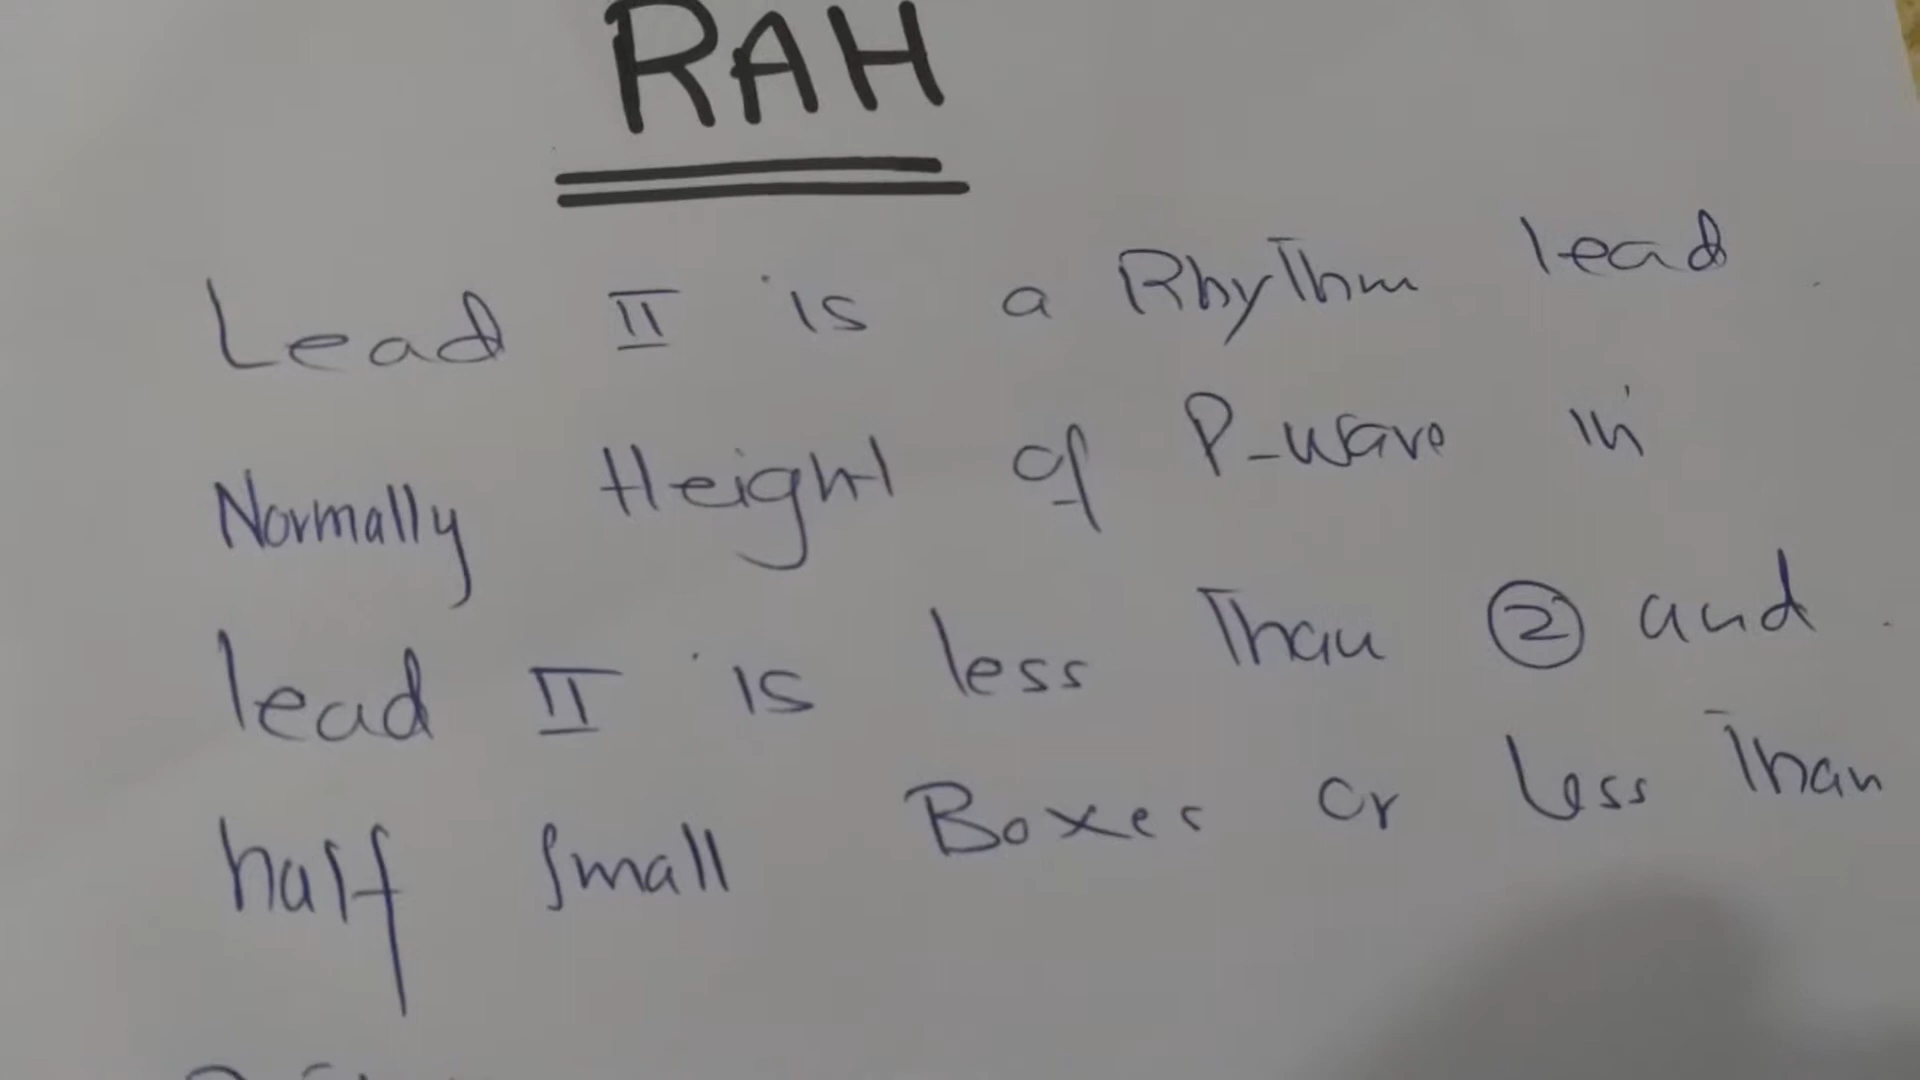 RAH
Lead II is a Rhythm lead
Normally Height of P-wave in
lead II is less Than 2 and
half small Boxes or Less Than